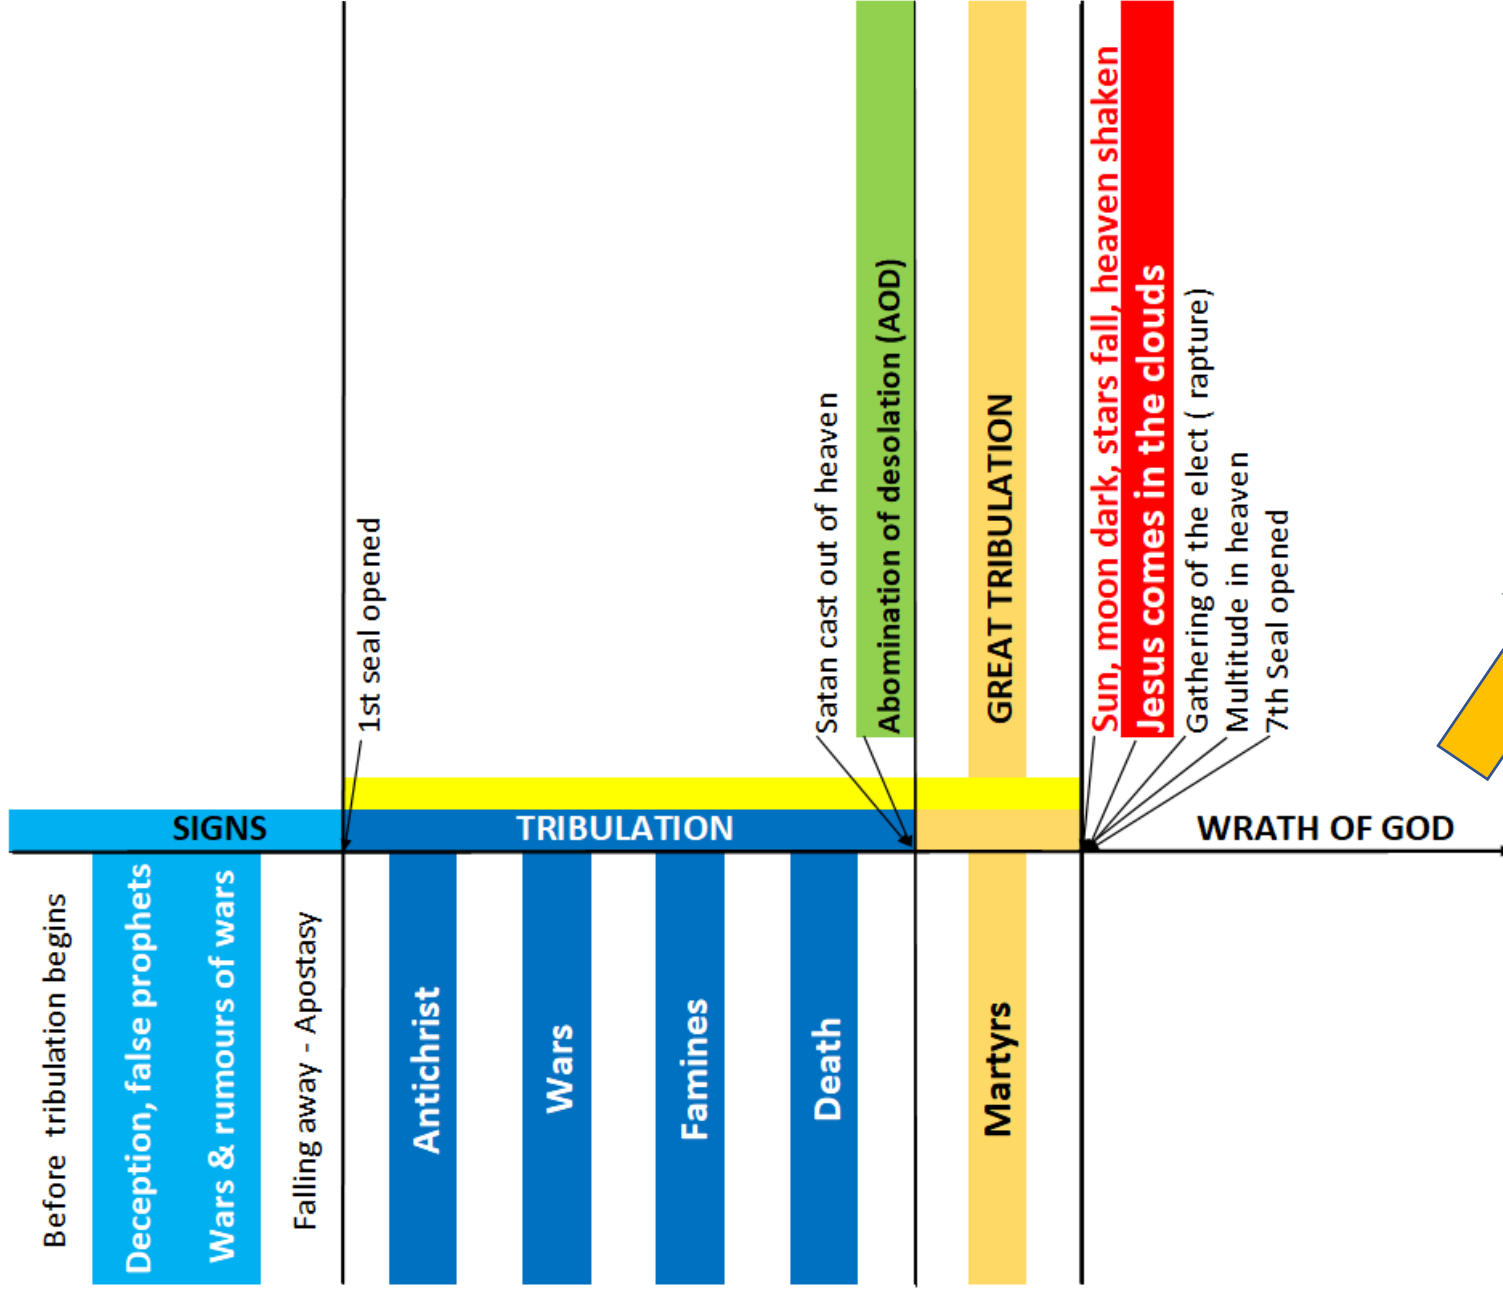 1st seal opened
Satan cast out of heaven
Abomination of desolation (AOD)
GREAT TRIBULATION
Sun, moon dark, stars fall, heaven shaken
Jesus comes in the clouds
Gathering of the elect ( rapture)
Multitude in heaven
7th Seal opened
SIGNS
TRIBULATION
WRATH OF GOD
Before tribulation begins
Deception, false prophets
Wars & rumours of wars
Falling away - Apostasy
Antichrist
Wars
Famines
Death
Martyrs